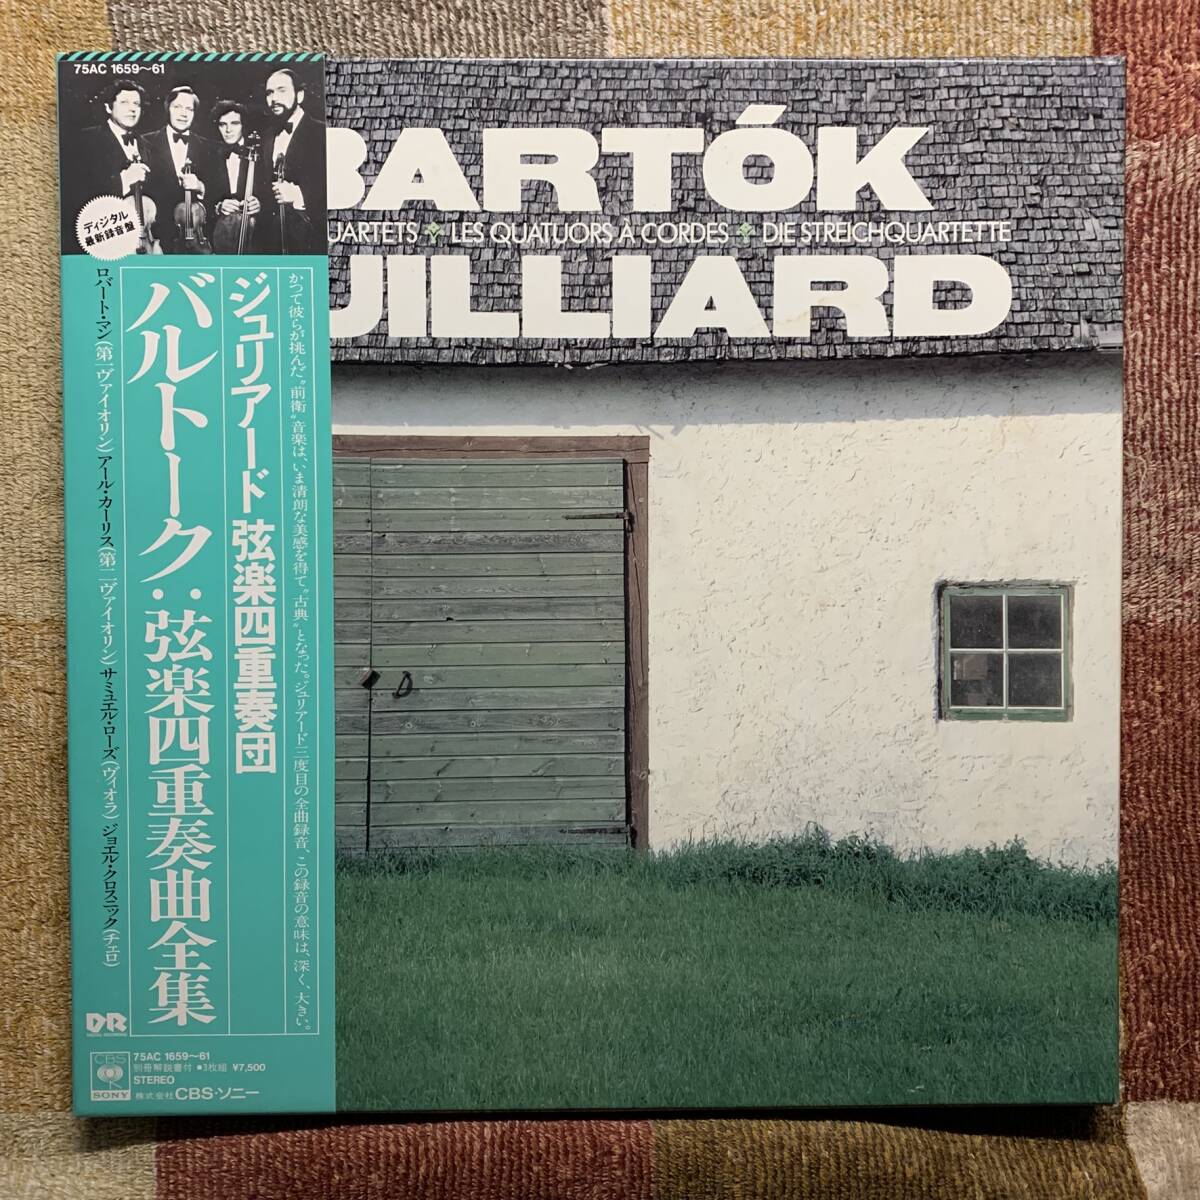 75AC 1659〜61
ディジタル
最新録音盤
BARTÓK
UARTETS LES QUATUORS À CORDES DIE STREICHQUARTETTE
UILLIARD
かつて彼らが挑んだ“前衛”音楽は、いま清朗な美感を得て“古典”となった。ジュリアード三度目の全曲録音、この録音の意味は、深く、大きい。
ジュリアード弦楽四重奏団
バルトーク:弦楽四重奏曲全集
ロバート・マン(第一ヴァイオリン) アール・カーリス(第二ヴァイオリン) サミュエル・ローズ(ヴィオラ) ジョエル・クロスニック(チェロ)
DR
DIGITAL RECORDING
CBS
SONY
75AC 1659〜61
別冊解説書付 ■3枚組 ¥7,500
STEREO
株式会社 CBS・ソニー